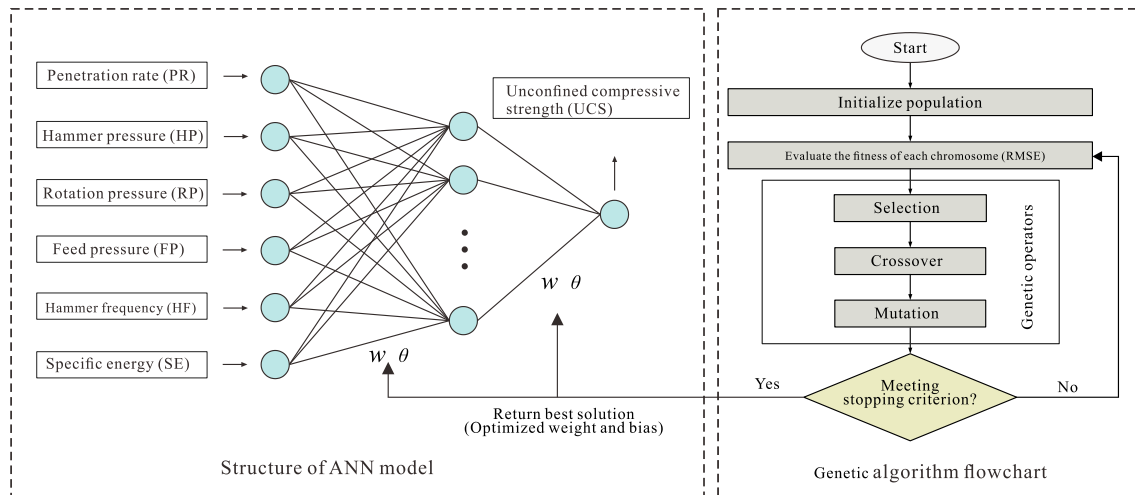 Penetration rate (PR)
Hammer pressure (HP)
Rotation pressure (RP)
Feed pressure (FP)
Hammer frequency (HF)
Specific energy (SE)
Unconfined compressive
strength (UCS)
w θ
w θ
Return best solution
(Optimized weight and bias)
Structure of ANN model
Start
Initialize population
Evaluate the fitness of each chromosome (RMSE)
Selection
Crossover
Mutation
Genetic operators
Yes
Meeting
stopping criterion?
No
Genetic algorithm flowchart